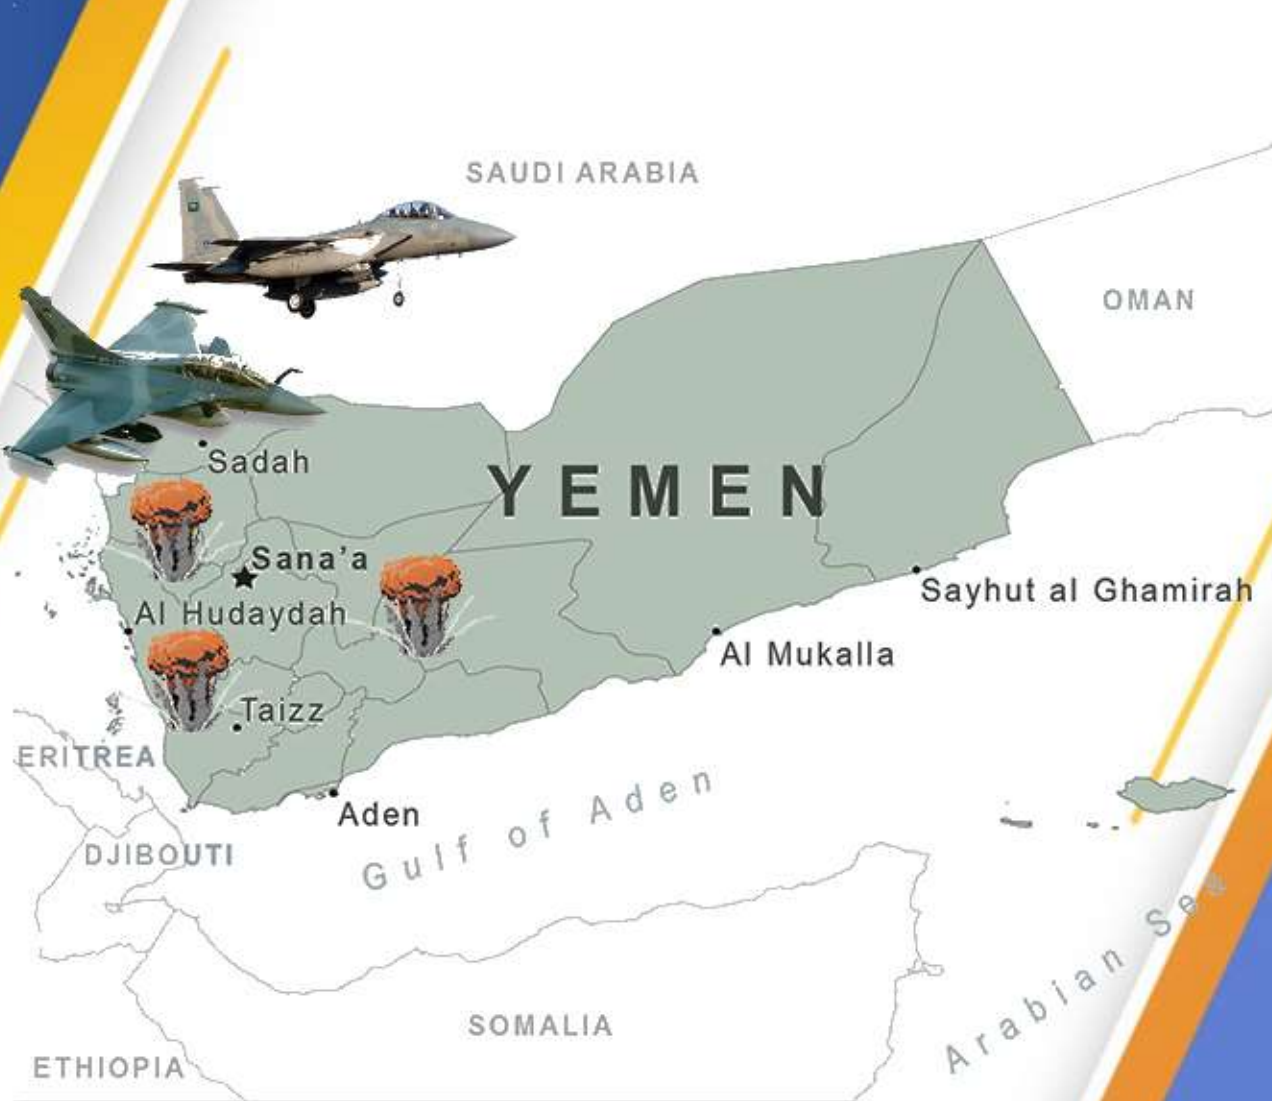 SAUDI ARABIA
OMAN
Sadah
YEMEN
Sana’a
Sayhut al Ghamirah
Al Hudaydah
Al Mukalla
Taizz
ERITREA
Aden
Gulf of Aden
DJIBOUTI
Arabian Sea
SOMALIA
ETHIOPIA